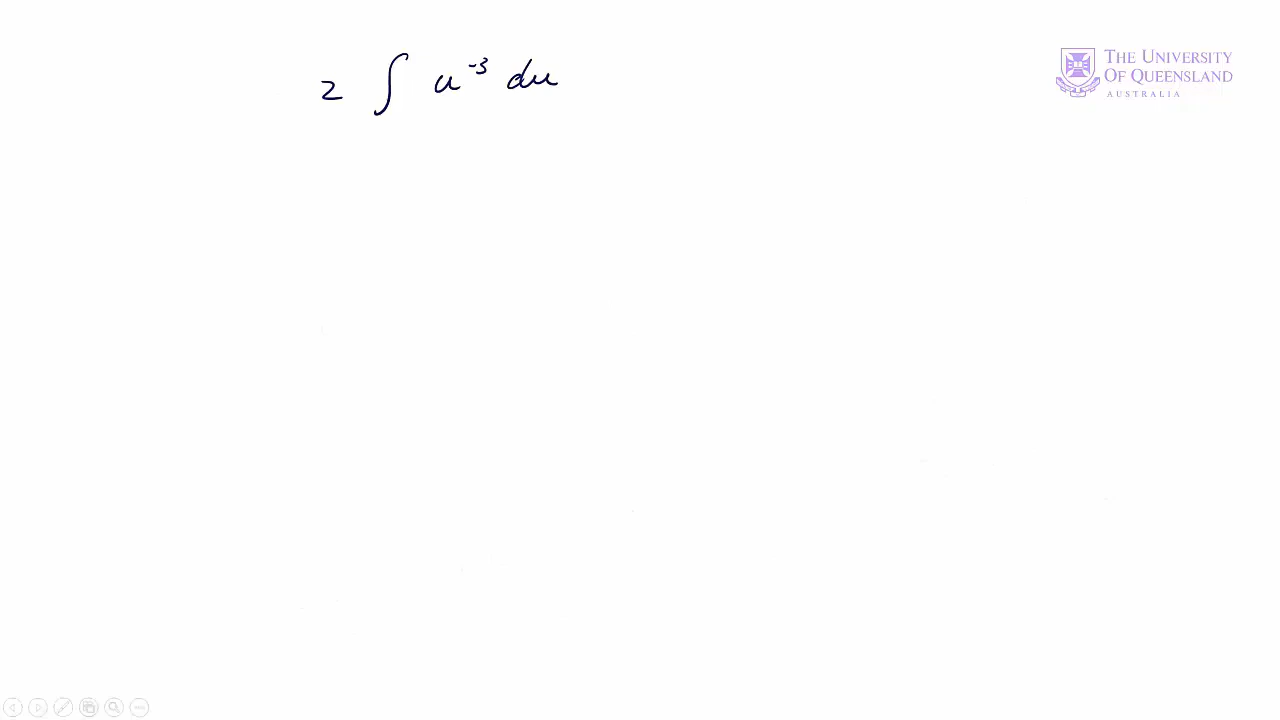 2 ∫ u⁻³ du
THE UNIVERSITY
OF QUEENSLAND
AUSTRALIA